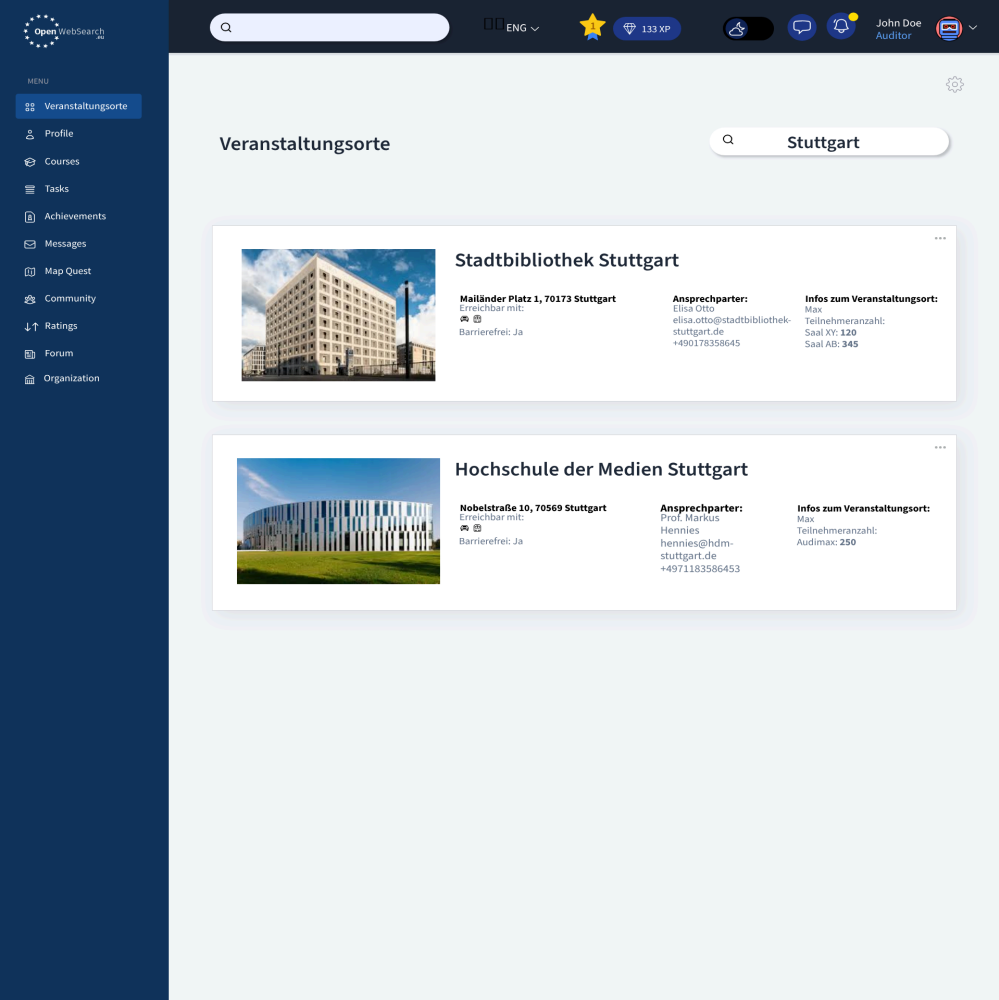 Open WebSearch
.eu
ENG
1
133 XP
John Doe
Auditor
MENU
Veranstaltungsorte
Profile
Courses
Tasks
Achievements
Messages
Map Quest
Community
Ratings
Forum
Organization
Veranstaltungsorte
Stuttgart
Stadtbibliothek Stuttgart
Mailänder Platz 1, 70173 Stuttgart
Erreichbar mit:
Barrierefrei: Ja
Ansprechparter:
Elisa Otto
elisa.otto@stadtbibliothek-
stuttgart.de
+490178358645
Infos zum Veranstaltungsort:
Max
Teilnehmeranzahl:
Saal XY: 120
Saal AB: 345
Hochschule der Medien Stuttgart
Nobelstraße 10, 70569 Stuttgart
Erreichbar mit:
Barrierefrei: Ja
Ansprechparter:
Prof. Markus
Hennies
hennies@hdm-
stuttgart.de
+4971183586453
Infos zum Veranstaltungsort:
Max
Teilnehmeranzahl:
Audimax: 250